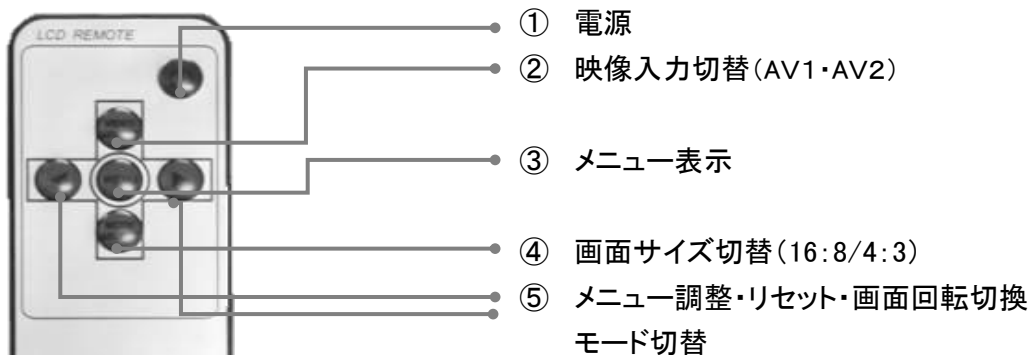 LCD REMOTE
① 電源
② 映像入力切替(AV1・AV2)
③ メニュー表示
④ 画面サイズ切替(16:8/4:3)
⑤ メニュー調整・リセット・画面回転切換
モード切替